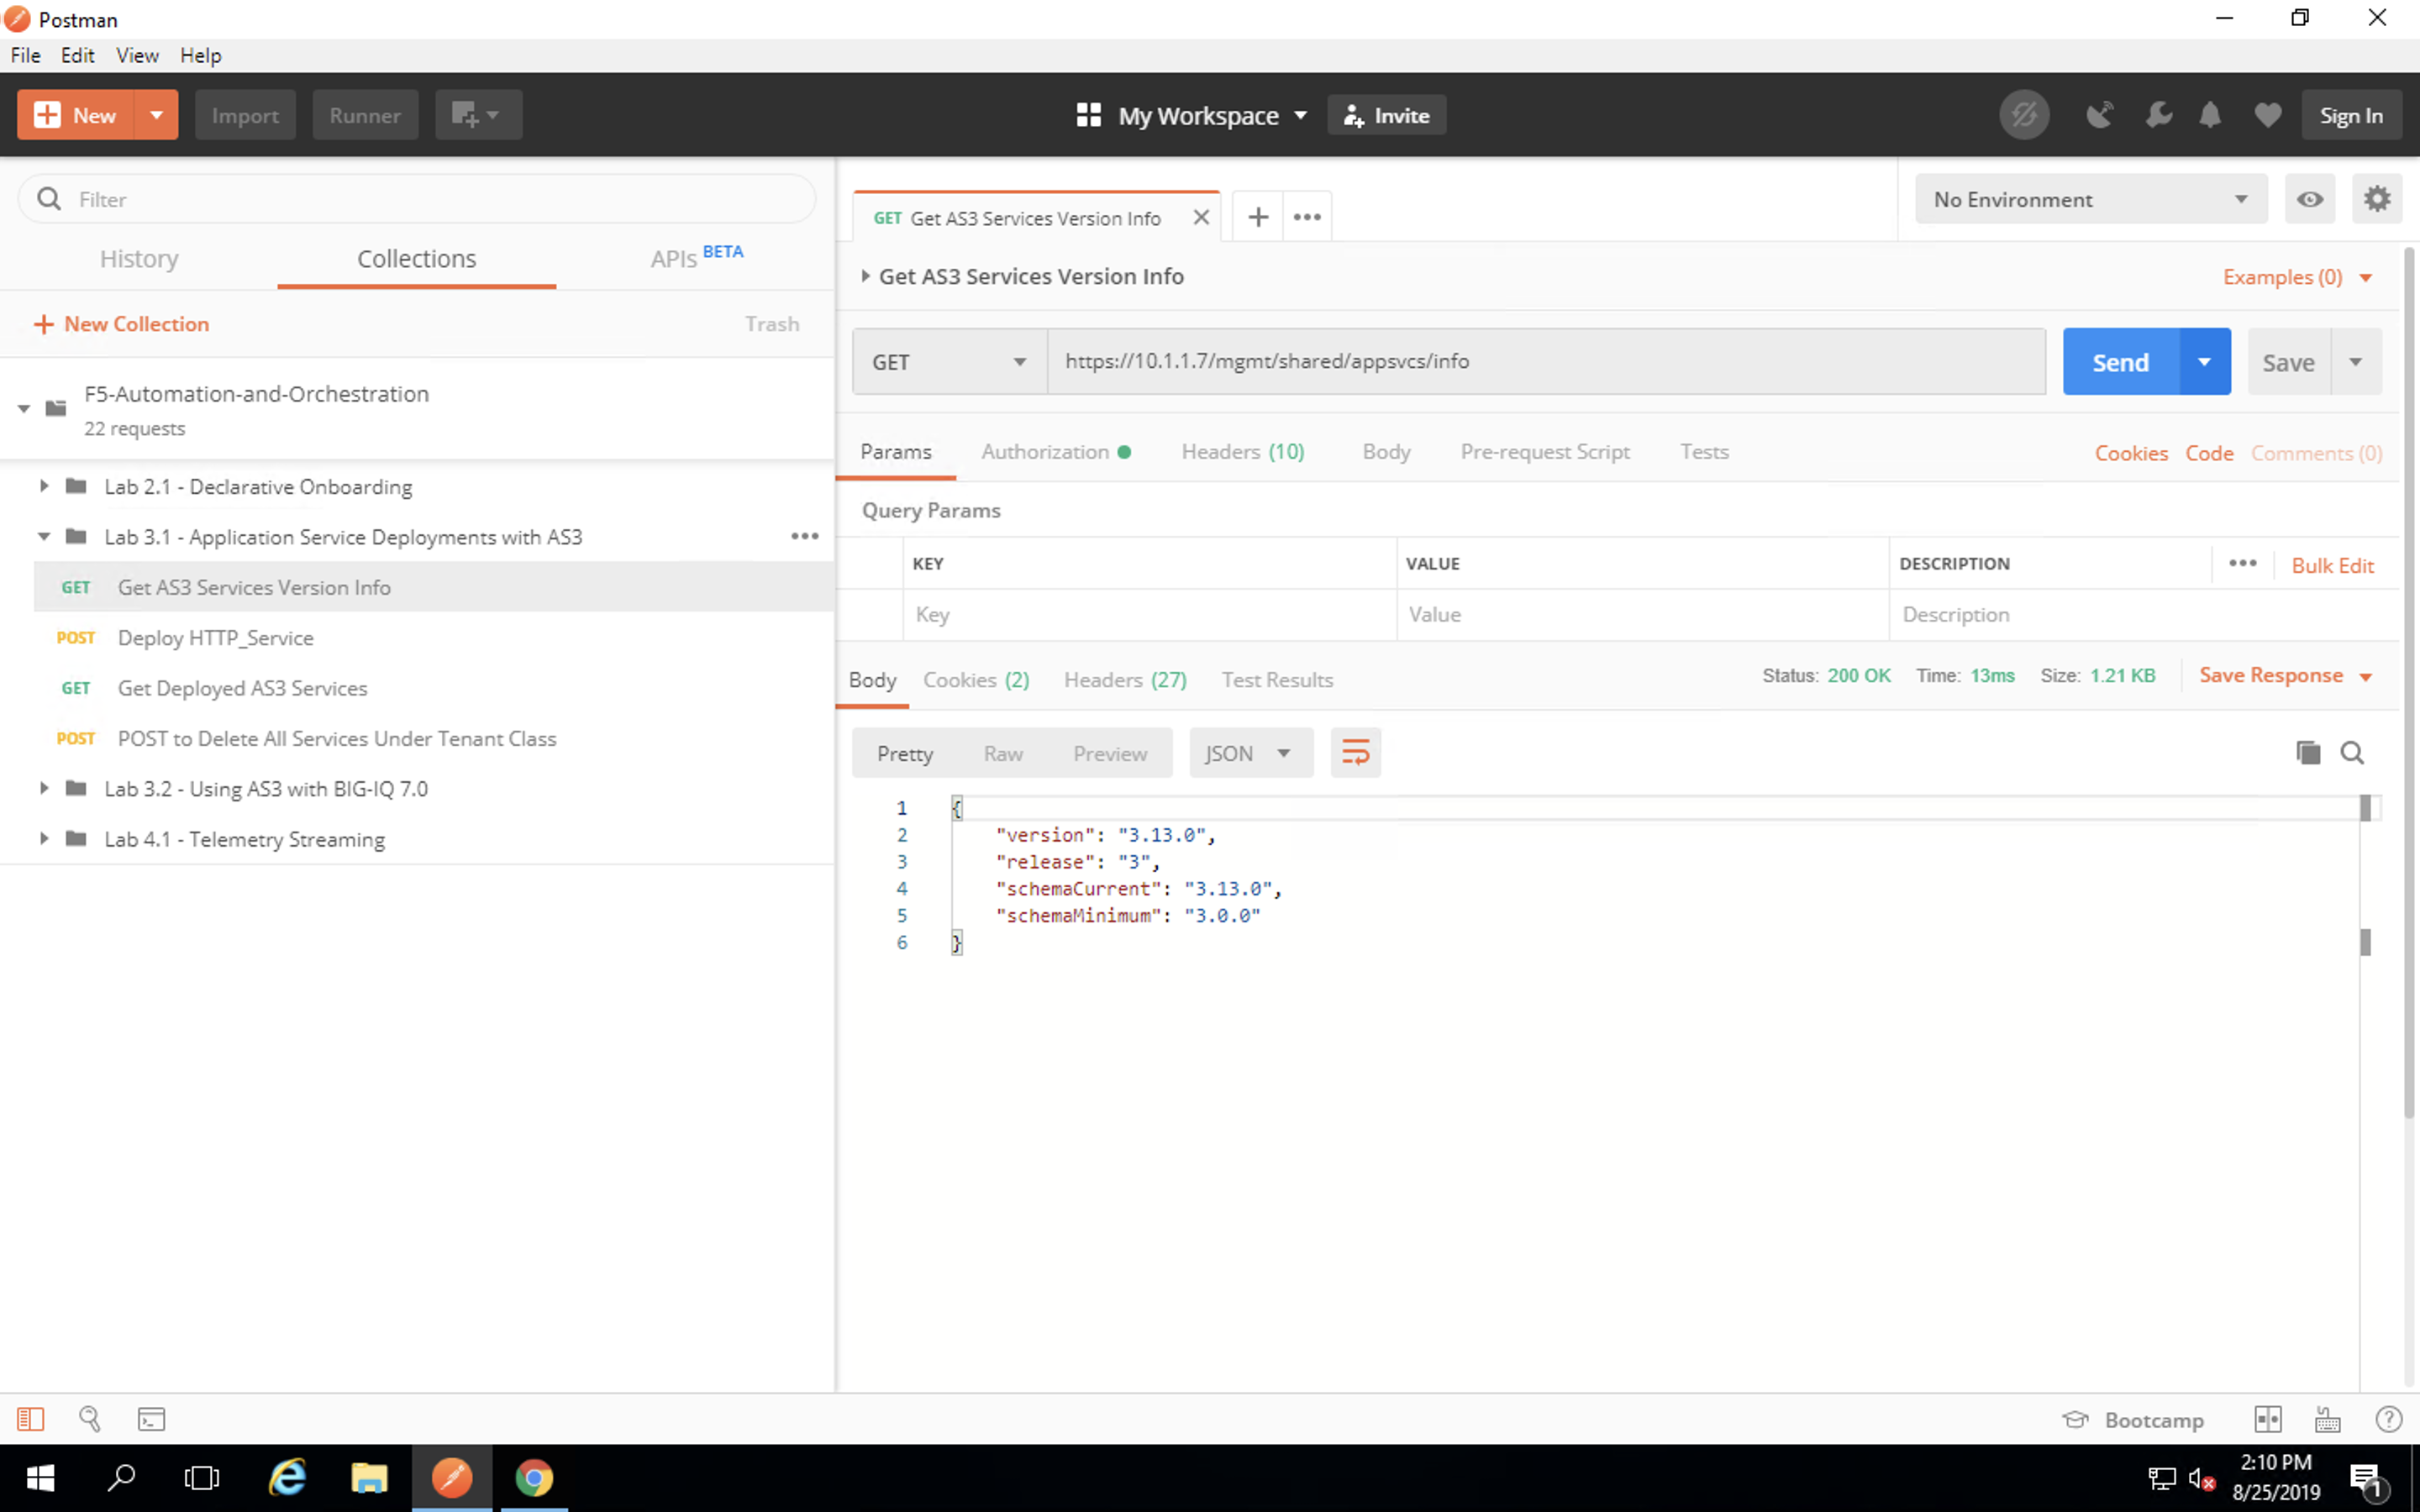 Postman
File Edit View Help
New Import Runner My Workspace Invite Sign In
Filter
History Collections APIs BETA
New Collection Trash
F5-Automation-and-Orchestration
22 requests
Lab 2.1 - Declarative Onboarding
Lab 3.1 - Application Service Deployments with AS3
GET Get AS3 Services Version Info
POST Deploy HTTP_Service
GET Get Deployed AS3 Services
POST POST to Delete All Services Under Tenant Class
Lab 3.2 - Using AS3 with BIG-IQ 7.0
Lab 4.1 - Telemetry Streaming
GET Get AS3 Services Version Info
No Environment
Get AS3 Services Version Info Examples (0)
GET https://10.1.1.7/mgmt/shared/appsvcs/info Send Save
Params Authorization Headers (10) Body Pre-request Script Tests Cookies Code Comments (0)
Query Params
KEY VALUE DESCRIPTION Bulk Edit
Key Value Description
Body Cookies (2) Headers (27) Test Results Status: 200 OK Time: 13ms Size: 1.21 KB Save Response
Pretty Raw Preview JSON
1 {
2 "version": "3.13.0",
3 "release": "3",
4 "schemaCurrent": "3.13.0",
5 "schemaMinimum": "3.0.0"
6 }
Bootcamp
2:10 PM
8/25/2019
1